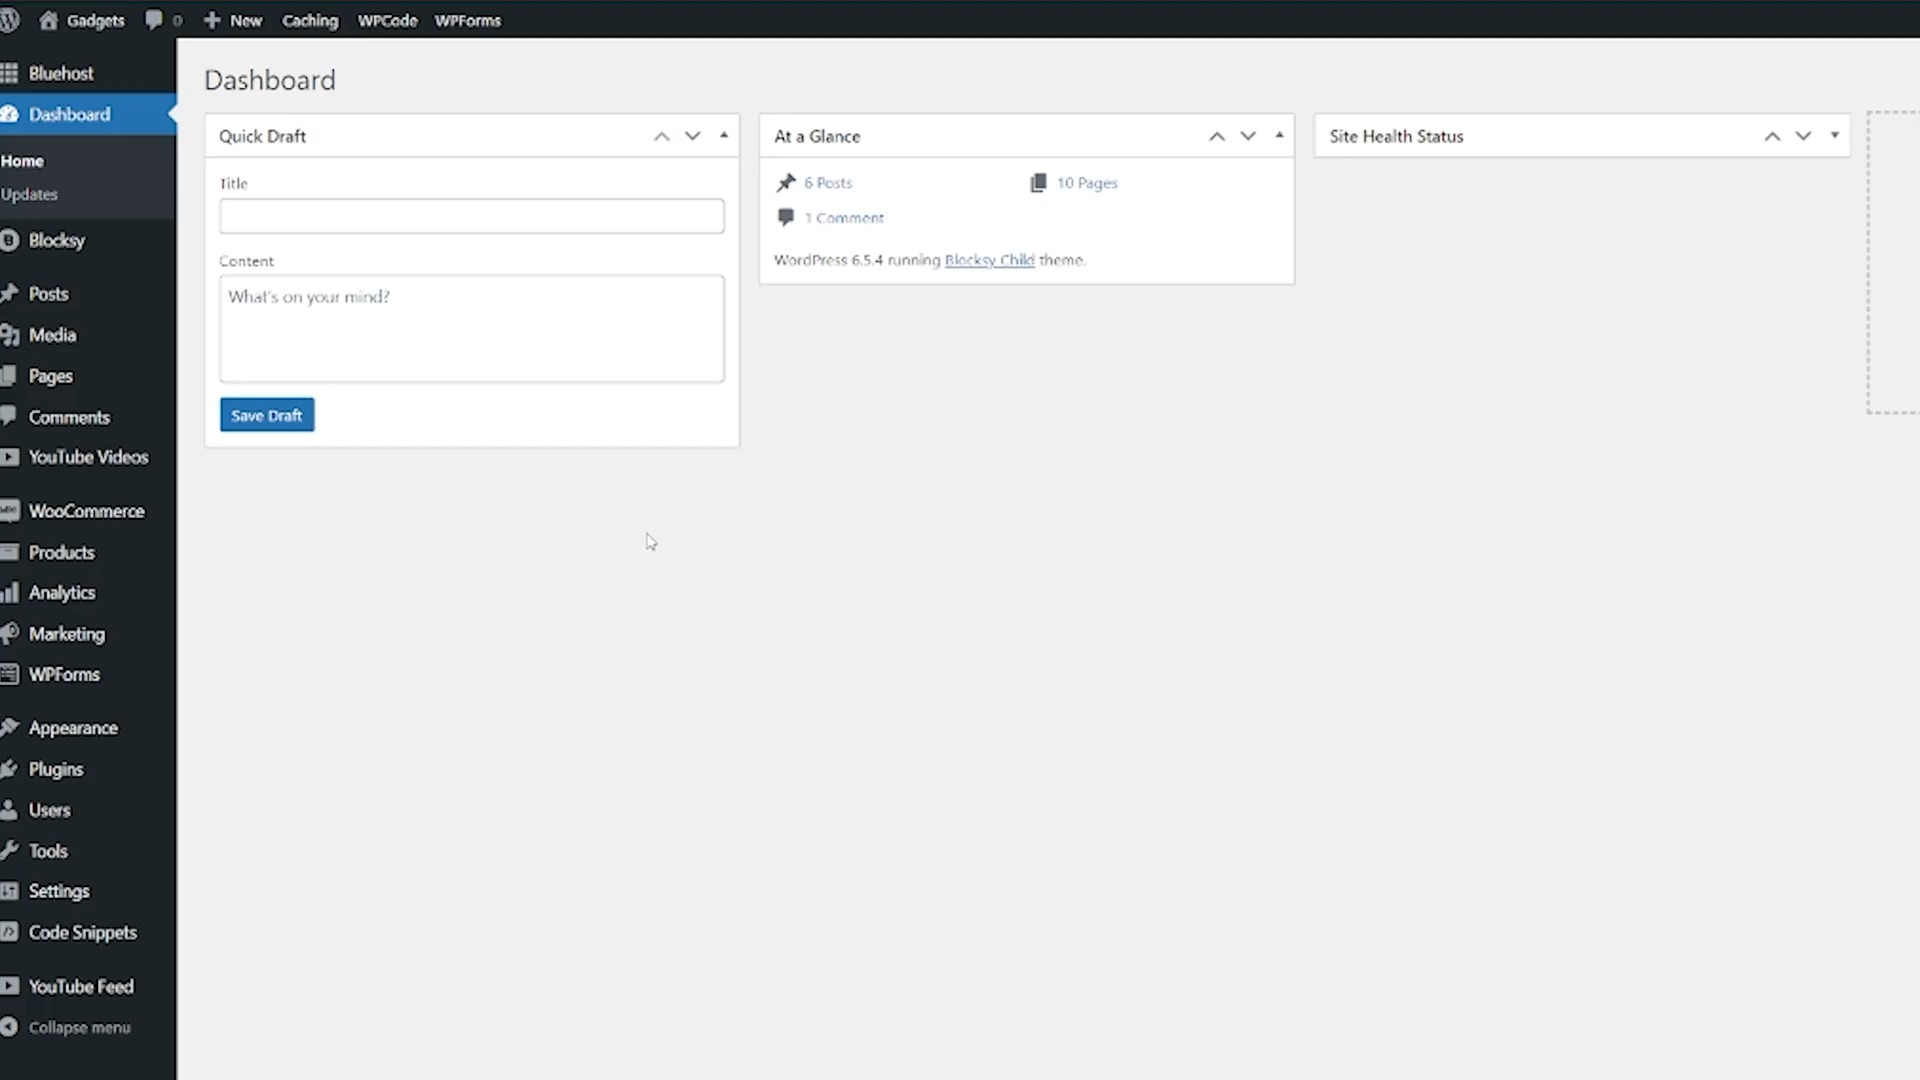 Gadgets 0 New Caching WPCode WPForms
Bluehost
Dashboard
Home
Updates
Blocksy
Posts
Media
Pages
Comments
YouTube Videos
WooCommerce
Products
Analytics
Marketing
WPForms
Appearance
Plugins
Users
Tools
Settings
Code Snippets
YouTube Feed
Collapse menu
Dashboard
Quick Draft
Title
Content
What's on your mind?
Save Draft
At a Glance
6 Posts
10 Pages
1 Comment
WordPress 6.5.4 running Blocksy Child theme.
Site Health Status